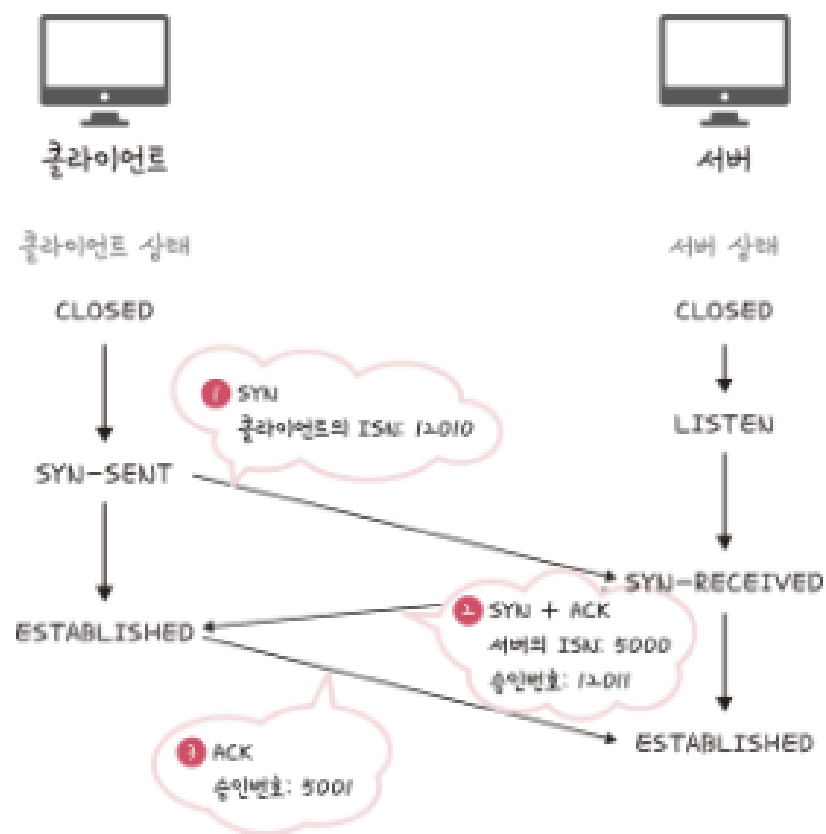 클라이언트
서버
클라이언트 상태
서버 상태
CLOSED
CLOSED
1 SYN
클라이언트의 ISN: 12010
LISTEN
SYN-SENT
SYN-RECEIVED
2 SYN + ACK
서버의 ISN: 5000
승인번호: 12011
ESTABLISHED
ESTABLISHED
3 ACK
승인번호: 5001